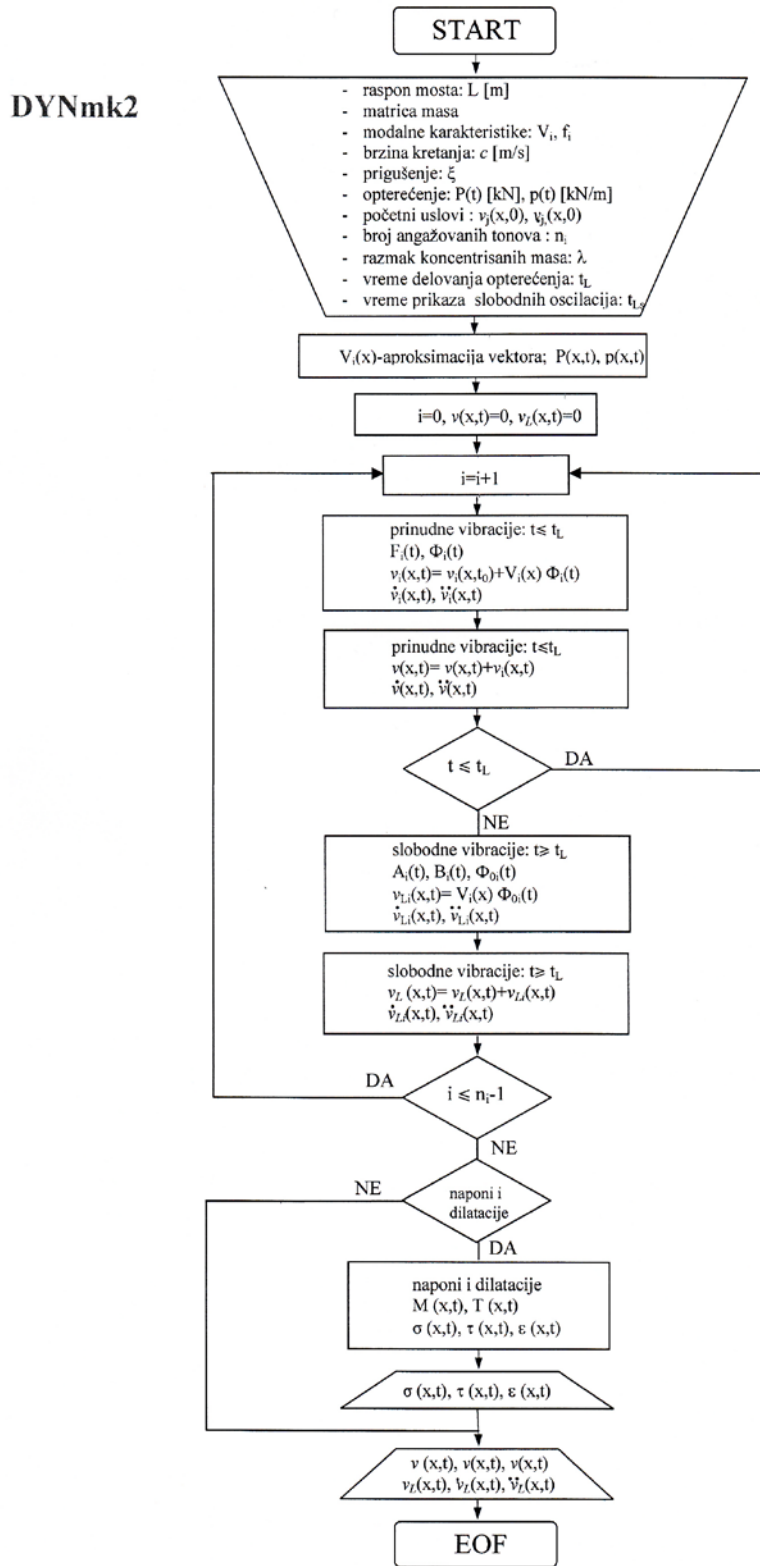 START
DYNmk2
- raspon mosta: L [m]
- matrica masa
- modalne karakteristike: Vi, fi
- brzina kretanja: c [m/s]
- prigušenje: ξ
- opterećenje: P(t) [kN], p(t) [kN/m]
- početni uslovi : vj(x,0), vj,(x,0)
- broj angažovanih tonova : ni
- razmak koncentrisanih masa: λ
- vreme delovanja opterećenja: tL
- vreme prikaza slobodnih oscilacija: tLs
Vi(x)-aproksimacija vektora; P(x,t), p(x,t)
i=0, v(x,t)=0, vL(x,t)=0
i=i+1
prinudne vibracije: t≤ tL
Fi(t), Φi(t)
vi(x,t)= vi(x,t0)+Vi(x) Φi(t)
v̇i(x,t), v̈i(x,t)
prinudne vibracije: t≤tL
v(x,t)= v(x,t)+vi(x,t)
v̇(x,t), v̈(x,t)
t ≤ tL
DA
NE
slobodne vibracije: t≥ tL
Ai(t), Bi(t), Φ0i(t)
vLi(x,t)= Vi(x) Φ0i(t)
v̇Li(x,t), v̈Li(x,t)
slobodne vibracije: t≥ tL
vL (x,t)= vL(x,t)+vLi(x,t)
v̇Li(x,t), v̈Li(x,t)
DA
i ≤ ni-1
NE
NE
naponi i
dilatacije
DA
naponi i dilatacije
M (x,t), T (x,t)
σ (x,t), τ (x,t), ε (x,t)
σ (x,t), τ (x,t), ε (x,t)
v (x,t), v(x,t), v(x,t)
vL(x,t), v̇L(x,t), v̈L(x,t)
EOF